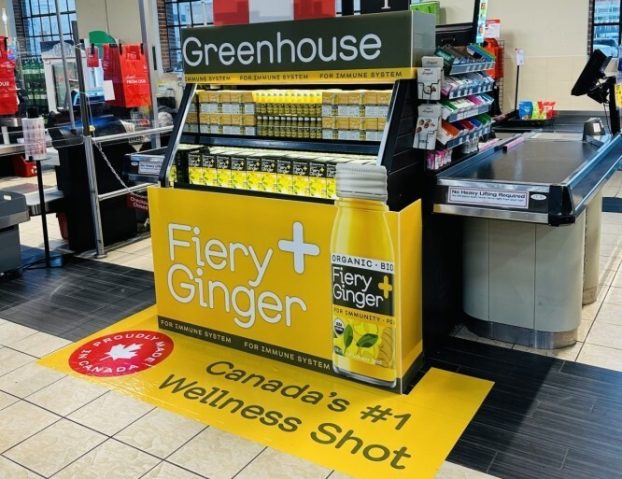 Greenhouse
FOR IMMUNE SYSTEM FOR IMMUNE SYSTEM FOR IMMUNE SYSTEM
No Heavy Lifting Required
Fiery +
Ginger
ORGANIC · BIO
Fiery +
Ginger
FOR IMMUNITY
FOR IMMUNE SYSTEM FOR IMMUNE SYSTEM
PROUDLY MADE
IN CANADA
Canada's #1
Wellness Shot